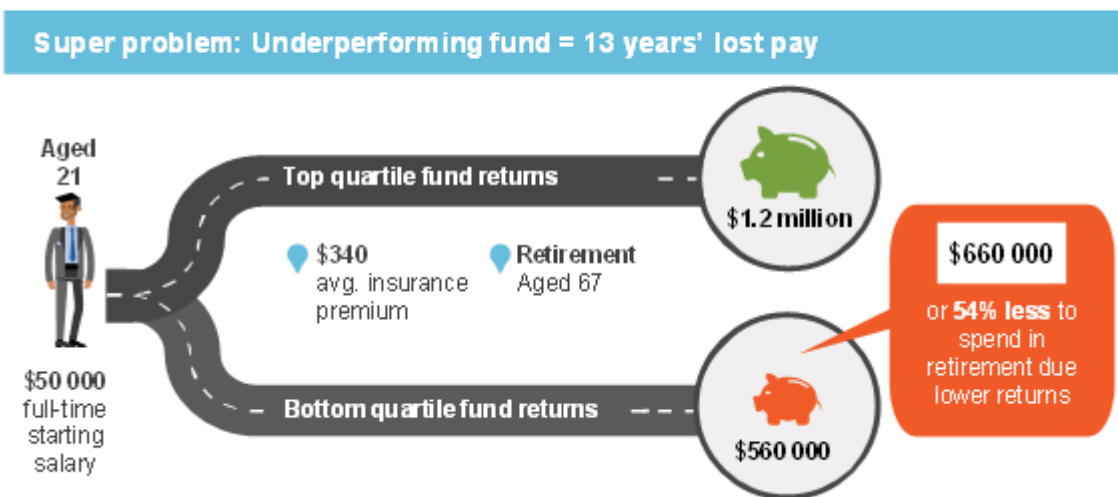 Super problem: Underperforming fund = 13 years' lost pay
Aged
21
$50 000
full-time
starting
salary
Top quartile fund returns
$340
avg. insurance
premium
Retirement
Aged 67
Bottom quartile fund returns
$1.2 million
$560 000
$660 000
or 54% less to
spend in
retirement due
lower returns